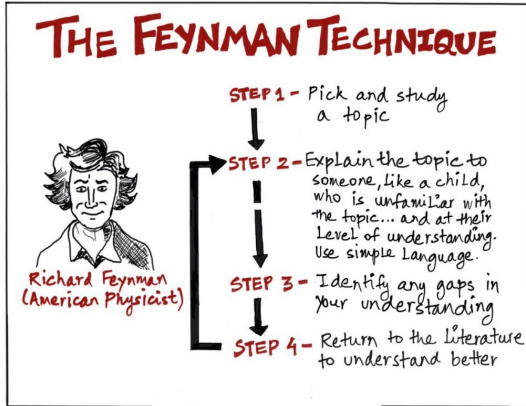 THE FEYNMAN TECHNIQUE
STEP 1 - Pick and study
a topic
STEP 2 - Explain the topic to
someone, like a child,
who is unfamiliar with
the topic... and at their
level of understanding.
Use simple language.
STEP 3 - Identify any gaps in
your understanding
STEP 4 - Return to the literature
to understand better
Richard Feynman
(American Physicist)